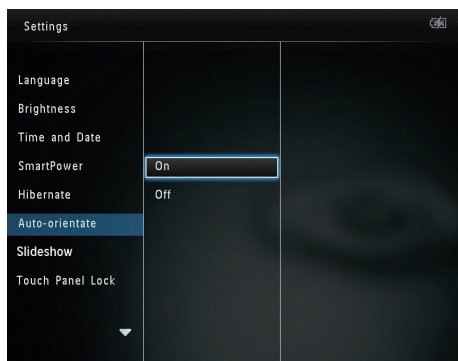 Settings
Language
Brightness
Time and Date
SmartPower
On
Hibernate
Off
Auto-orientate
Slideshow
Touch Panel Lock